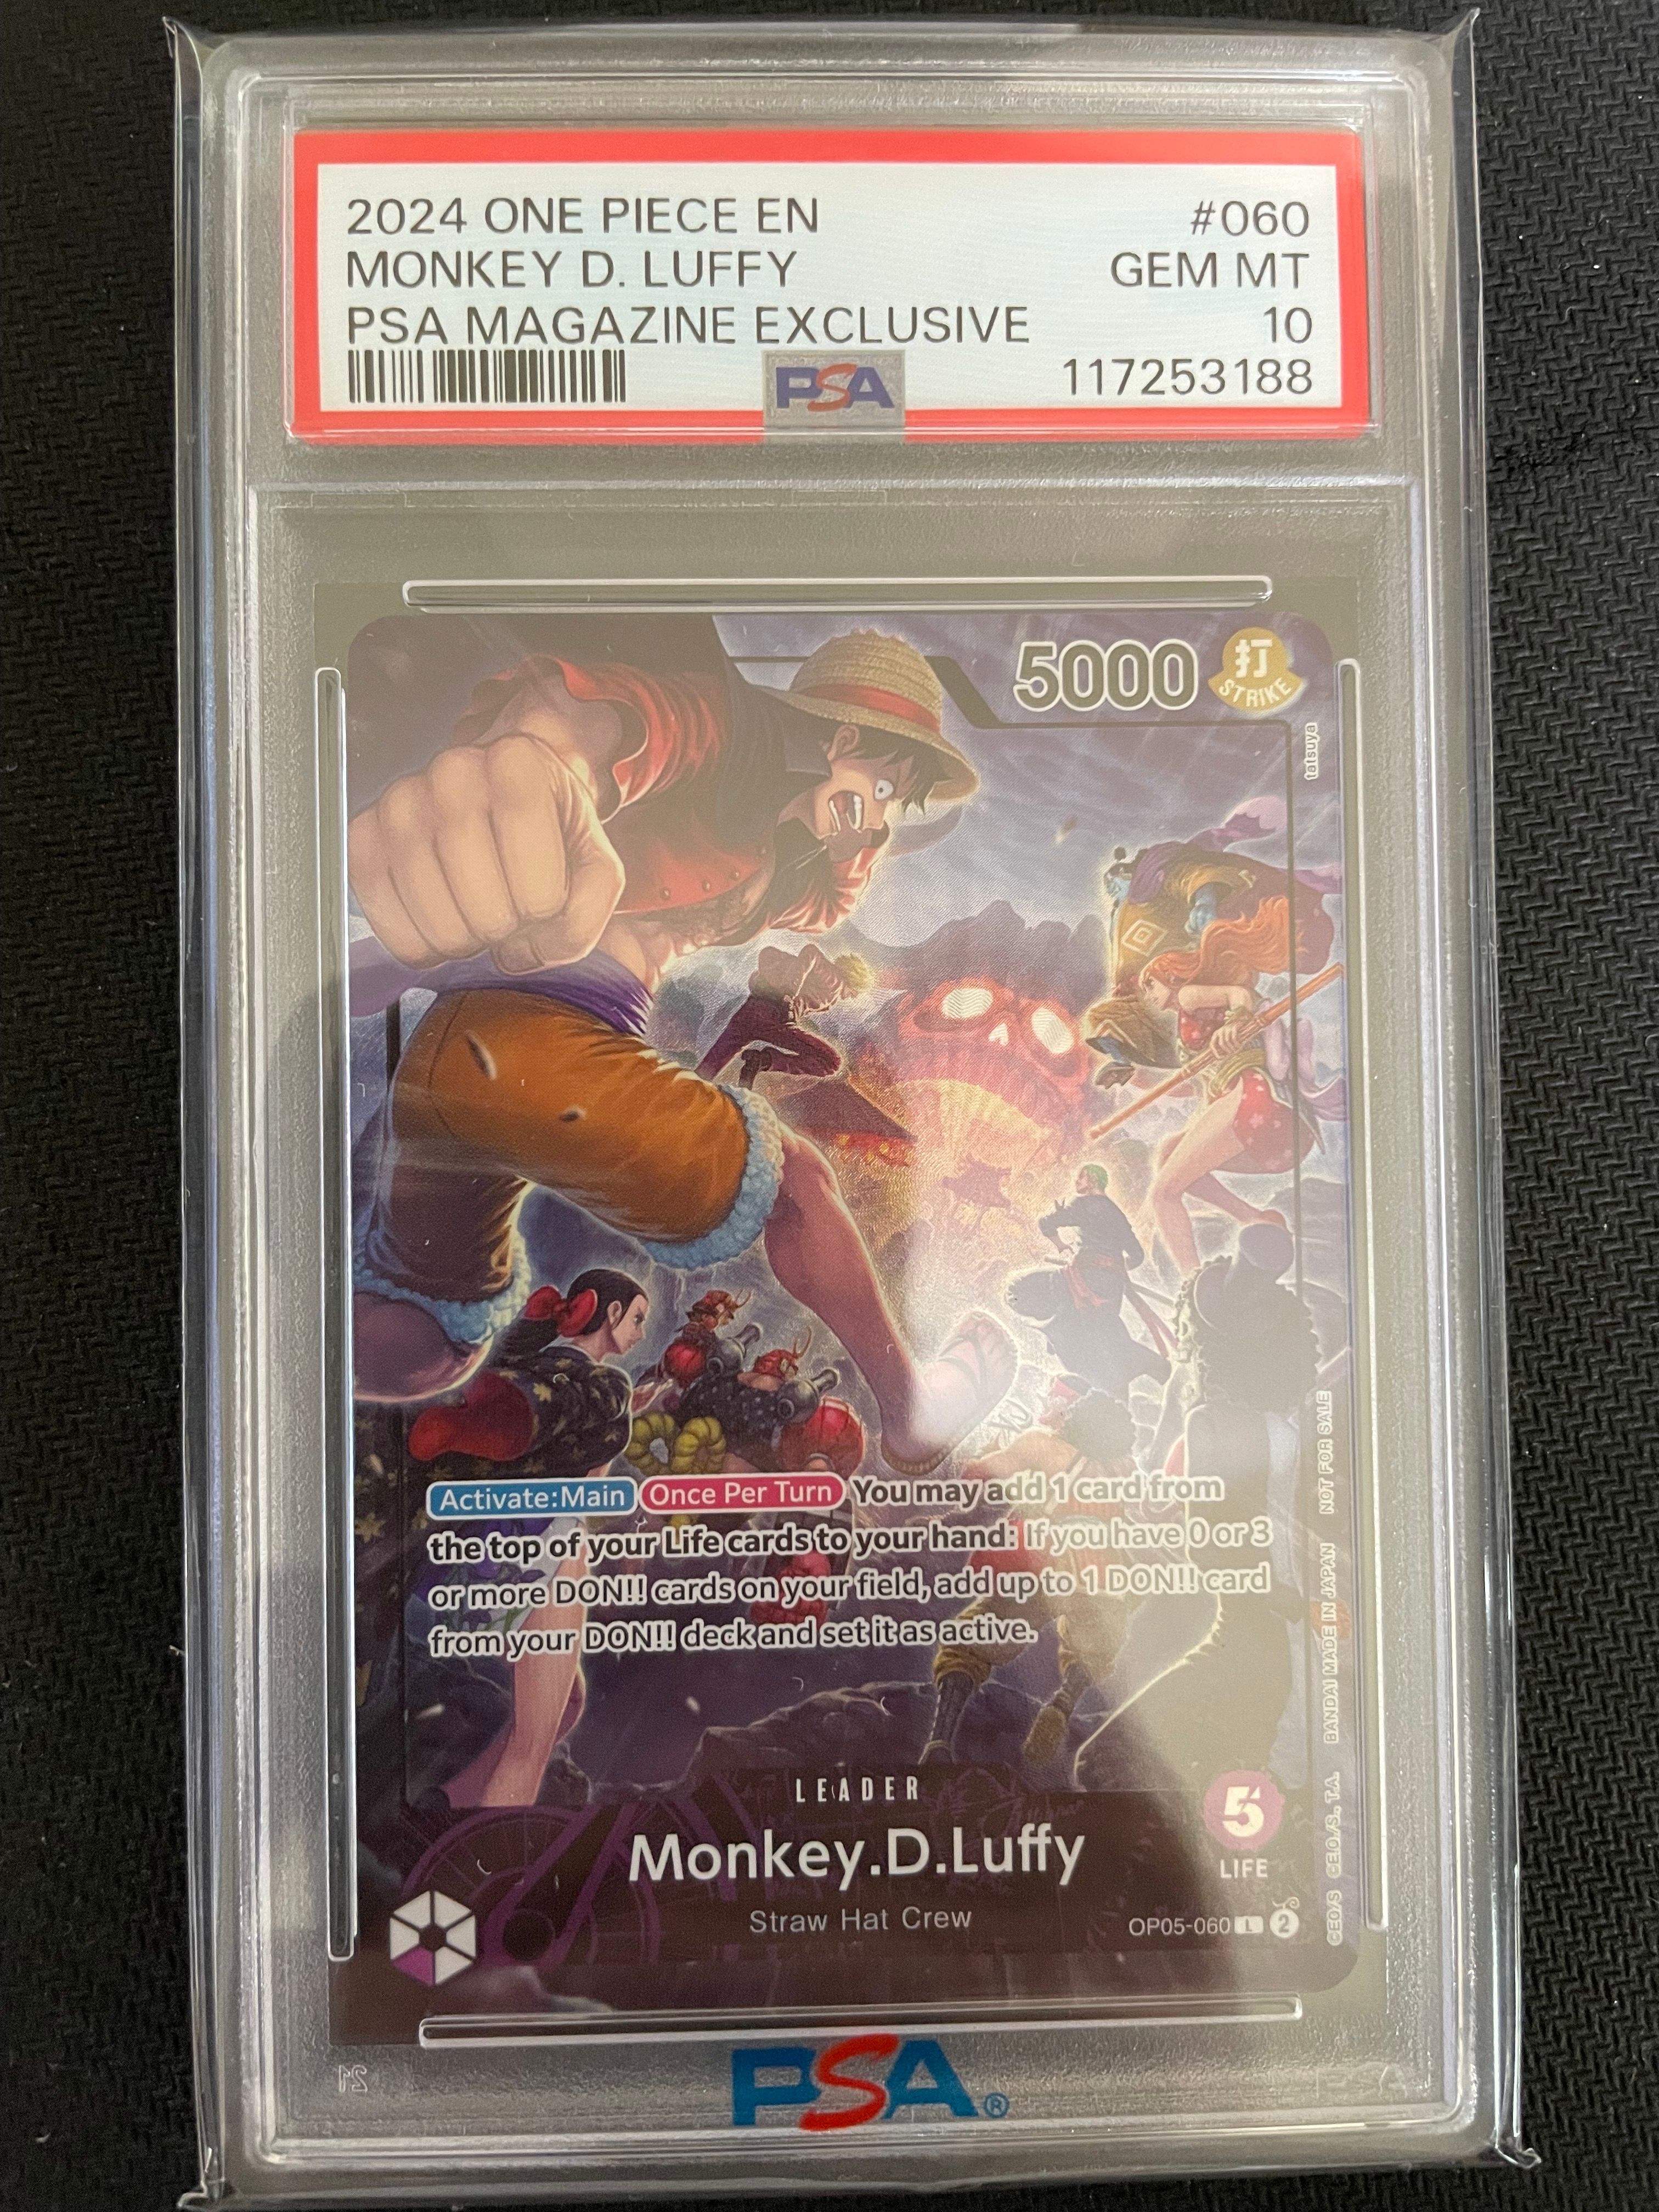 2024 ONE PIECE EN #060
MONKEY D. LUFFY GEM MT
PSA MAGAZINE EXCLUSIVE 10
PSA 117253188
5000 打
STRIKE
tatsuya
Activate:Main Once Per Turn You may add 1 card from
the top of your Life cards to your hand: If you have 0 or 3
or more DON!! cards on your field, add up to 1 DON!! card
from your DON!! deck and set it as active.
LEADER
Monkey.D.Luffy
Straw Hat Crew
5
LIFE
OP05-060 L 2
©E.O./S. ©E.O./S., T.A. BANDAI MADE IN JAPAN NOT FOR SALE
PSA®